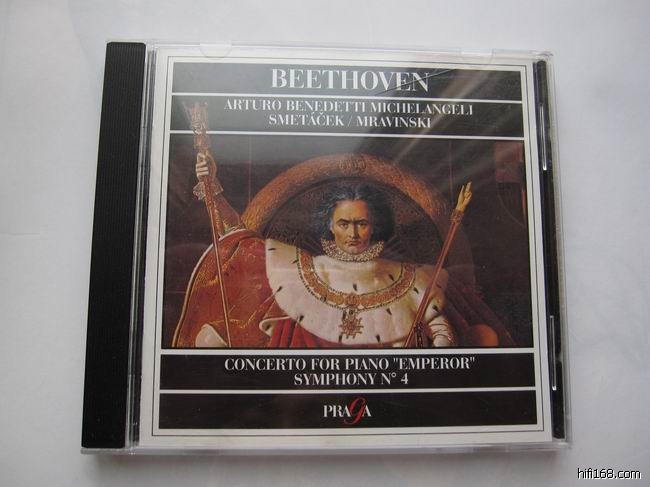 BEETHOVEN
ARTURO BENEDETTI MICHELANGELI
SMETÁČEK / MRAVINSKI
CONCERTO FOR PIANO "EMPEROR"
SYMPHONY N° 4
PRAGA
hifi168.com